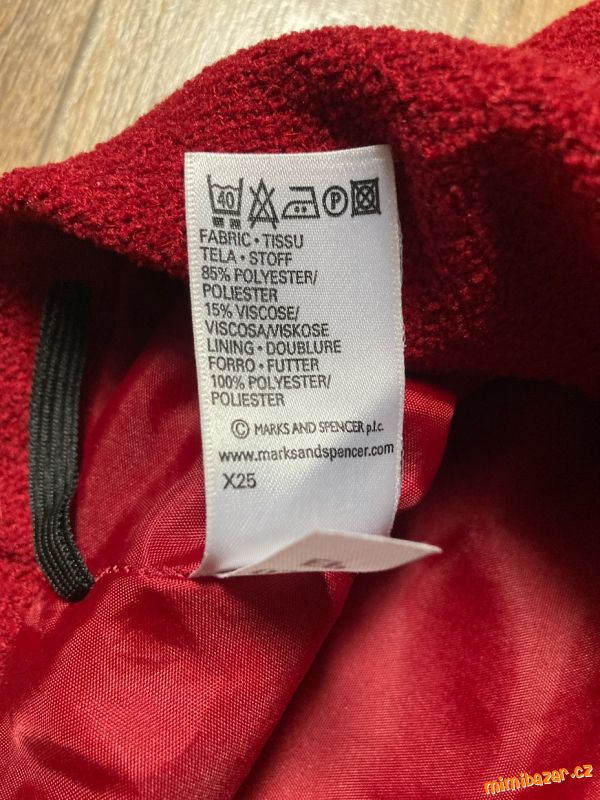 40
P
FABRIC • TISSU
TELA • STOFF
85% POLYESTER/
POLIESTER
15% VISCOSE/
VISCOSA/VISKOSE
LINING • DOUBLURE
FORRO • FUTTER
100% POLYESTER/
POLIESTER
© MARKS AND SPENCER p.l.c.
www.marksandspencer.com
X25
mimibazar.cz